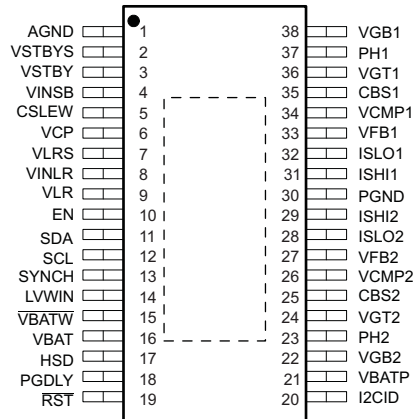 AGND 1 38 VGB1
VSTBYS 2 37 PH1
VSTBY 3 36 VGT1
VINSB 4 35 CBS1
CSLEW 5 34 VCMP1
VCP 6 33 VFB1
VLRS 7 32 ISLO1
VINLR 8 31 ISHI1
VLR 9 30 PGND
EN 10 29 ISHI2
SDA 11 28 ISLO2
SCL 12 27 VFB2
SYNCH 13 26 VCMP2
LVWIN 14 25 CBS2
VBATW 15 24 VGT2
VBAT 16 23 PH2
HSD 17 22 VGB2
PGDLY 18 21 VBATP
RST 19 20 I2CID